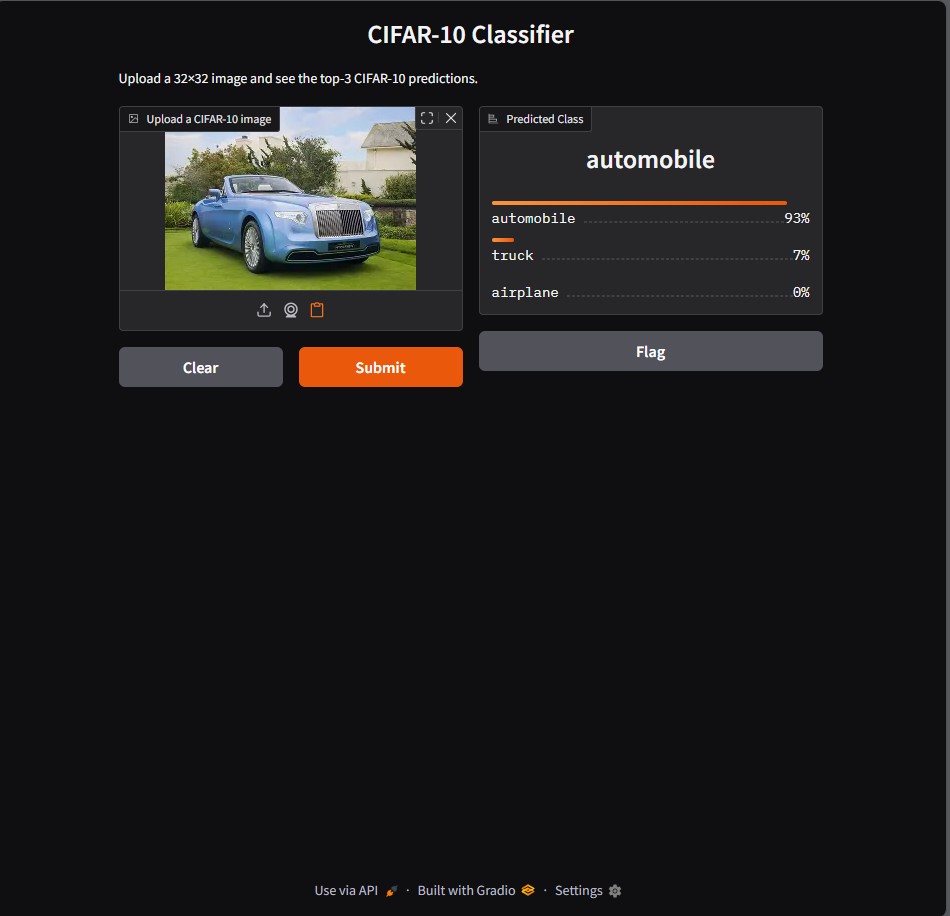 CIFAR-10 Classifier
Upload a 32×32 image and see the top-3 CIFAR-10 predictions.
Upload a CIFAR-10 image
Clear
Submit
Predicted Class
automobile
automobile 93%
truck 7%
airplane 0%
Flag
Use via API · Built with Gradio · Settings